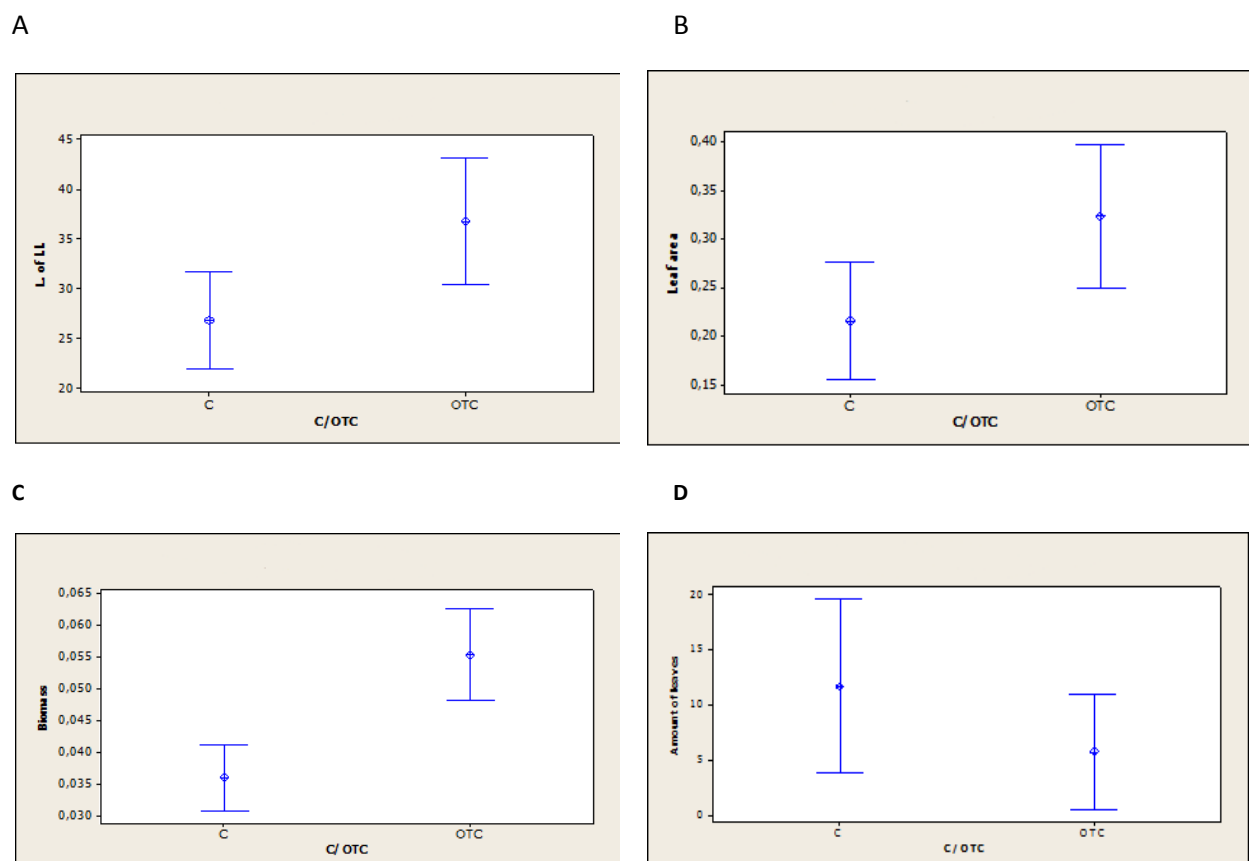 A
B
45
40
35
30
25
20
L. of LL
C
OTC
C/OTC
0,40
0,35
0,30
0,25
0,20
0,15
Leaf area
C
OTC
C/OTC
C
D
0,065
0,060
0,055
0,050
0,045
0,040
0,035
0,030
Biomass
C
OTC
C/OTC
20
15
10
5
0
Amount of leaves
C
OTC
C/OTC